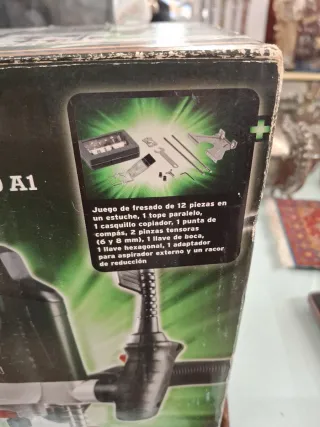 A1
Juego de fresado de 12 piezas en
un estuche, 1 tope paralelo,
1 casquillo copiador, 1 punta de
compás, 2 pinzas tensoras
(6 y 8 mm), 1 llave de boca,
1 llave hexagonal, 1 adaptador
para aspirador externo y un racor
de reducción